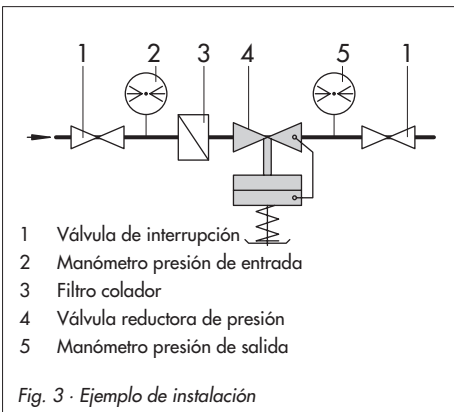 1 2 3 4 5 1
1 Válvula de interrupción
2 Manómetro presión de entrada
3 Filtro colador
4 Válvula reductora de presión
5 Manómetro presión de salida
Fig. 3 · Ejemplo de instalación